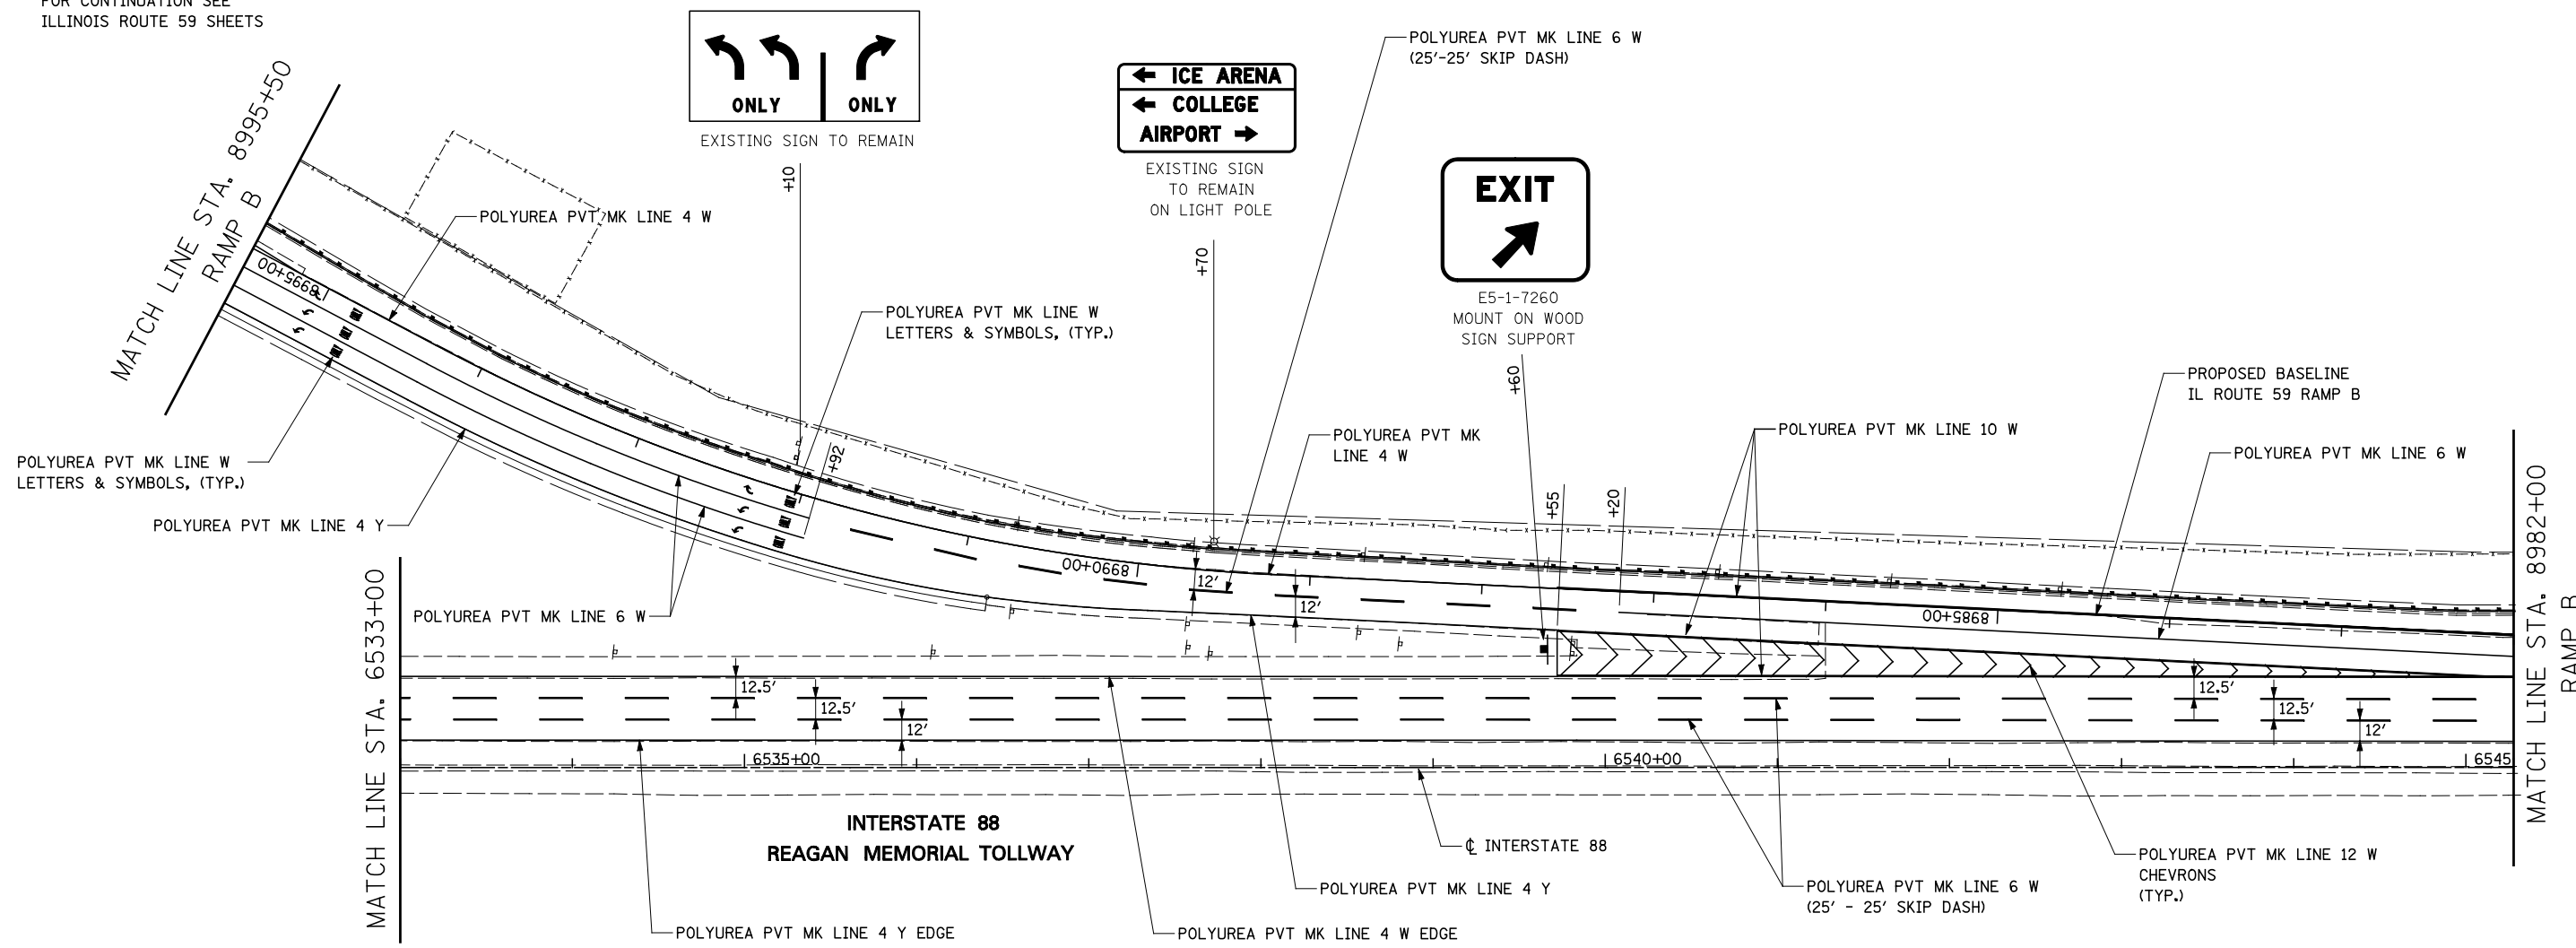 FOR CONTINUATION SEE
ILLINOIS ROUTE 59 SHEETS
MATCH LINE STA. 8995+50
RAMP B
ONLY
ONLY
EXISTING SIGN TO REMAIN
+10
ICE ARENA
COLLEGE
AIRPORT
EXISTING SIGN
TO REMAIN
ON LIGHT POLE
+70
POLYUREA PVT MK LINE 6 W
(25'-25' SKIP DASH)
EXIT
E5-1-7260
MOUNT ON WOOD
SIGN SUPPORT
+60
POLYUREA PVT MK LINE 4 W
8995+00
POLYUREA PVT MK LINE W
LETTERS & SYMBOLS, (TYP.)
PROPOSED BASELINE
IL ROUTE 59 RAMP B
POLYUREA PVT MK
LINE 4 W
POLYUREA PVT MK LINE 10 W
POLYUREA PVT MK LINE 6 W
POLYUREA PVT MK LINE W
LETTERS & SYMBOLS, (TYP.)
+92
+55
+20
POLYUREA PVT MK LINE 4 Y
8990+00
12'
12'
8985+00
POLYUREA PVT MK LINE 6 W
MATCH LINE STA. 6533+00
MATCH LINE STA. 8982+00
RAMP B
12.5'
12.5'
12'
12.5'
12.5'
12'
6535+00
6540+00
6545
INTERSTATE 88
REAGAN MEMORIAL TOLLWAY
℄ INTERSTATE 88
POLYUREA PVT MK LINE 12 W
CHEVRONS
(TYP.)
POLYUREA PVT MK LINE 4 Y
POLYUREA PVT MK LINE 6 W
(25' - 25' SKIP DASH)
POLYUREA PVT MK LINE 4 Y EDGE
POLYUREA PVT MK LINE 4 W EDGE